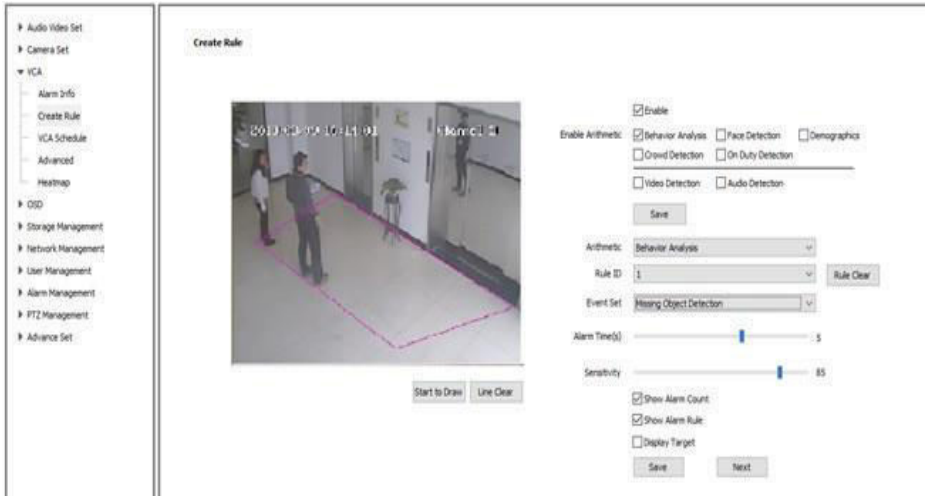 Audio Video Set
Camera Set
VCA
Alarm Info
Create Rule
VCA Schedule
Advanced
Heatmap
OSD
Storage Management
Network Management
User Management
Alarm Management
PTZ Management
Advance Set
Create Rule
Start to Draw Line Clear
Enable
Enable Arithmetic Behavior Analysis Face Detection Demographics
Crowd Detection On Duty Detection
Video Detection Audio Detection
Save
Arithmetic Behavior Analysis
Rule ID 1 Rule Clear
Event Set Missing Object Detection
Alarm Time(s) 5
Sensitivity 85
Show Alarm Count
Show Alarm Rule
Display Target
Save Next